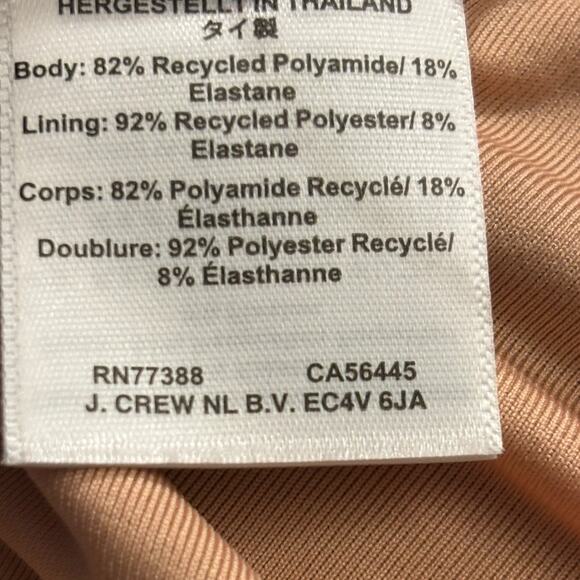 HERGESTELLT IN THAILAND
タイ製
Body: 82% Recycled Polyamide/ 18%
Elastane
Lining: 92% Recycled Polyester/ 8%
Elastane
Corps: 82% Polyamide Recyclé/ 18%
Élasthanne
Doublure: 92% Polyester Recyclé/
8% Élasthanne
RN77388 CA56445
J. CREW NL B.V. EC4V 6JA